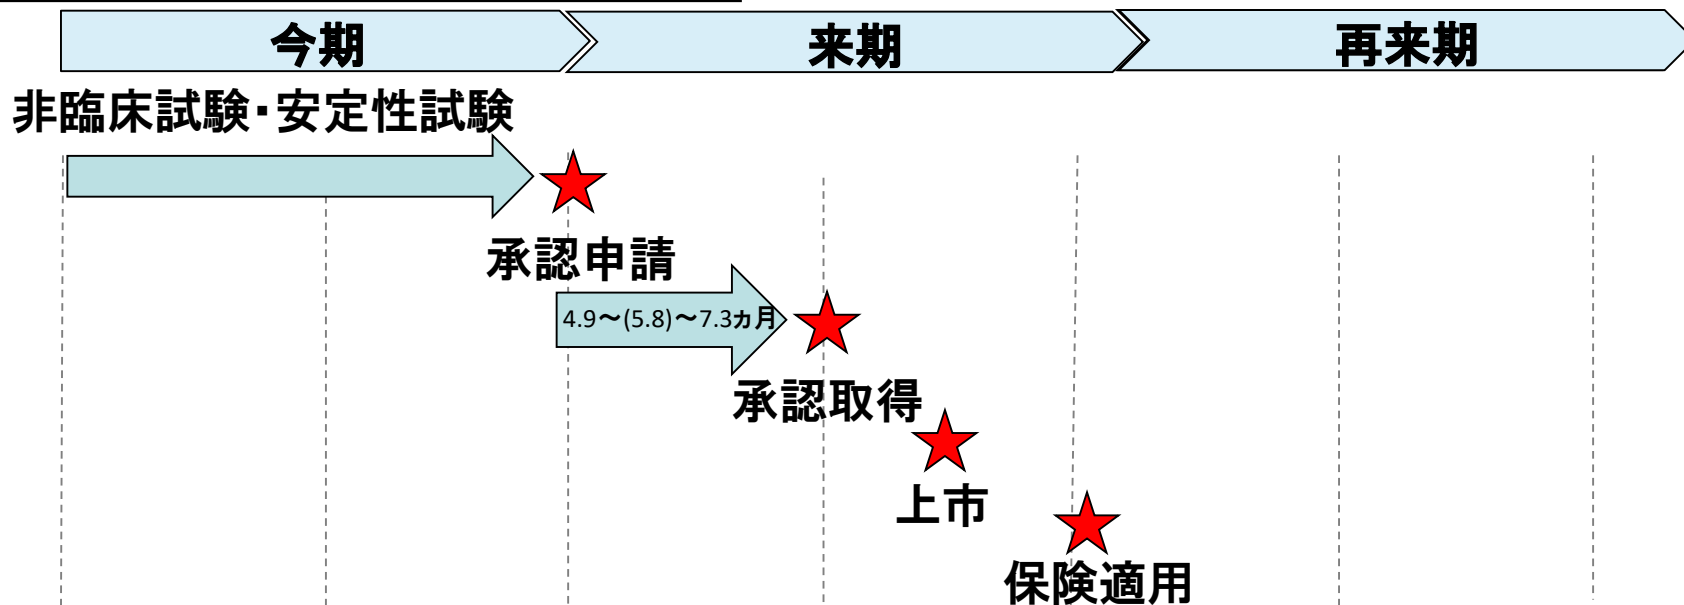 今期
来期
再来期
非臨床試験・安定性試験
承認申請
4.9～(5.8)～7.3ヵ月
承認取得
上市
保険適用